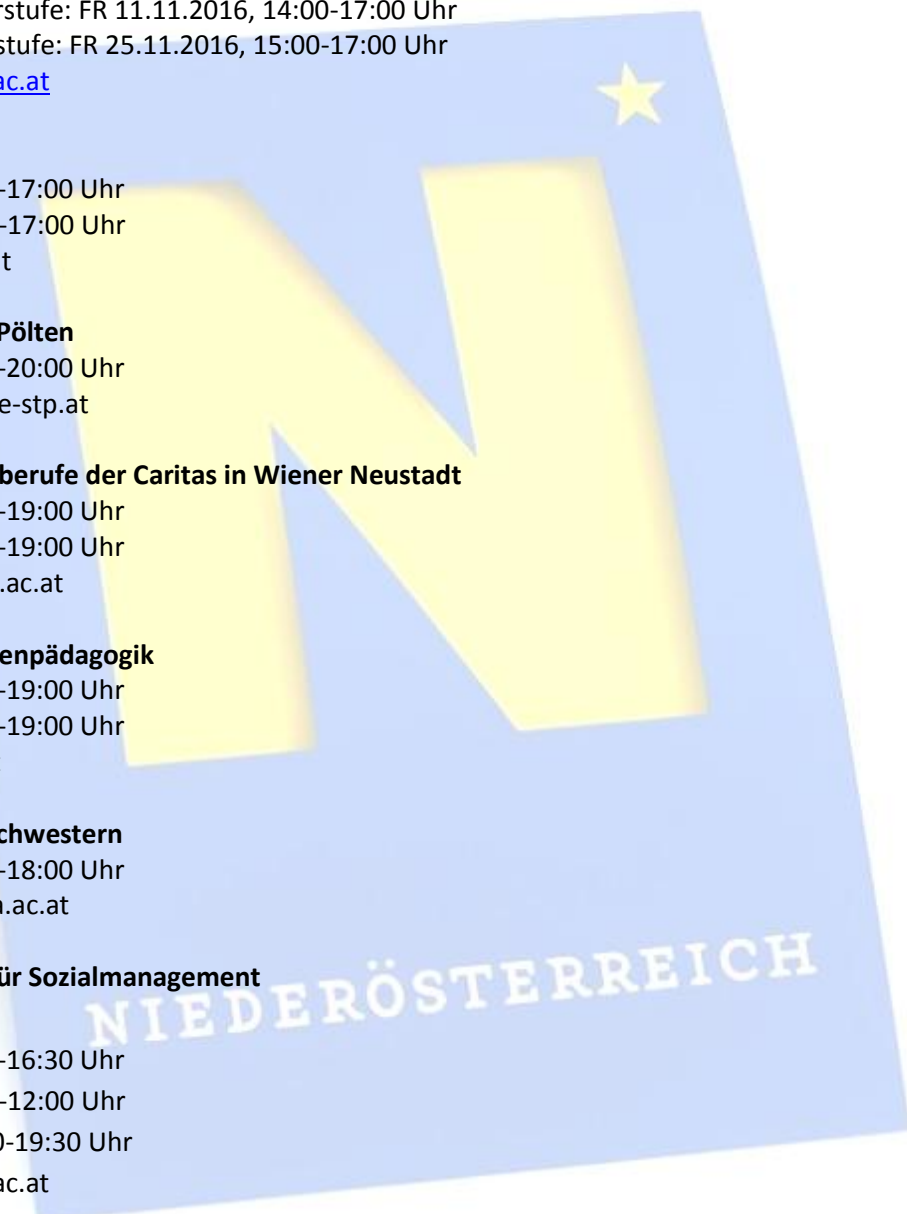 rstufe: FR 11.11.2016, 14:00-17:00 Uhr
stufe: FR 25.11.2016, 15:00-17:00 Uhr
ac.at
-17:00 Uhr
-17:00 Uhr
t
Pölten
-20:00 Uhr
e-stp.at
berufe der Caritas in Wiener Neustadt
-19:00 Uhr
-19:00 Uhr
.ac.at
enpädagogik
-19:00 Uhr
-19:00 Uhr
chwestern
-18:00 Uhr
.ac.at
ür Sozialmanagement
NIEDERÖSTERREICH
-16:30 Uhr
-12:00 Uhr
0-19:30 Uhr
ac.at